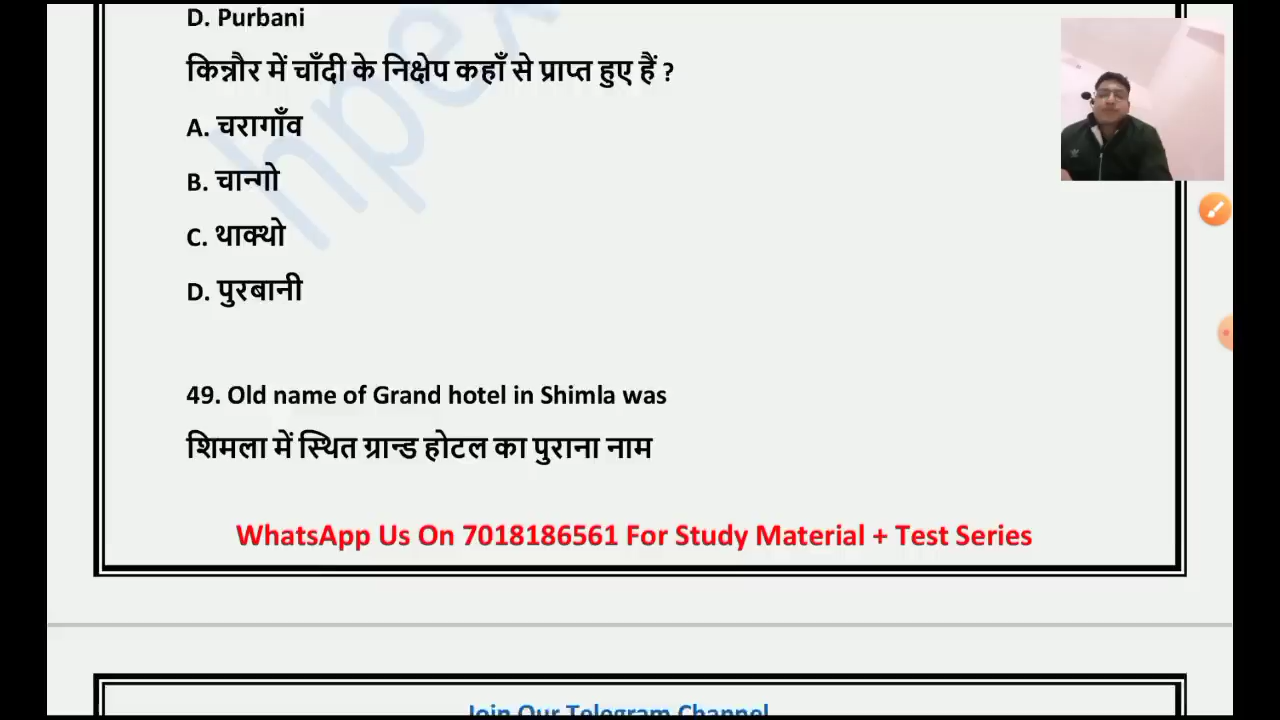 D. Purbani
किन्नौर में चाँदी के निक्षेप कहाँ से प्राप्त हुए हैं ?
A. चरागाँव
B. चान्गो
C. थाक्थो
D. पुरबानी
49. Old name of Grand hotel in Shimla was
शिमला में स्थित ग्रान्ड होटल का पुराना नाम
WhatsApp Us On 7018186561 For Study Material + Test Series
Join Our Telegram Channel